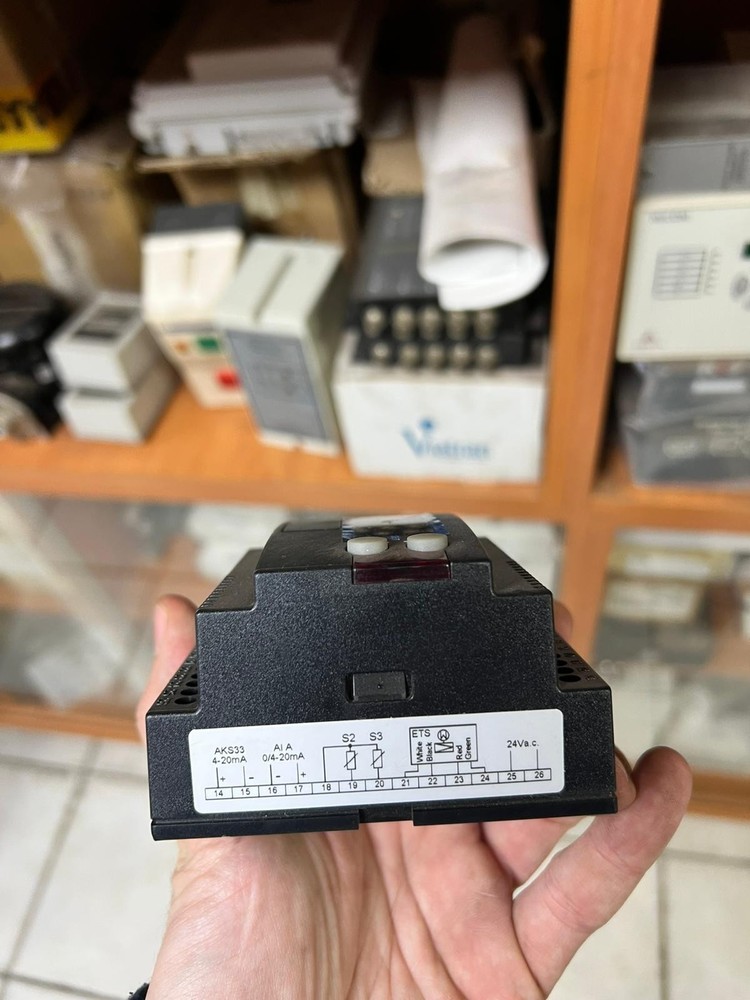 AKS33
4-20mA
AI A
0/4-20mA
S2
S3
ETS
M
White
Black
Red
Green
24Va.c.
+ - - +
14 15 16 17 18 19 20 21 22 23 24 25 26